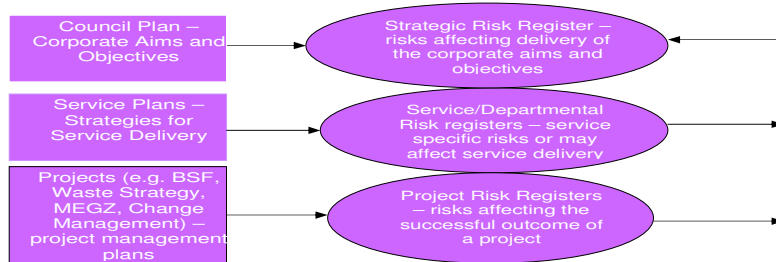 Council Plan –
Corporate Aims and
Objectives
Strategic Risk Register –
risks affecting delivery of
the corporate aims and
objectives
Service Plans –
Strategies for
Service Delivery
Service/Departmental
Risk registers – service
specific risks or may
affect service delivery
Projects (e.g. BSF,
Waste Strategy,
MEGZ, Change
Management) –
project management
plans
Project Risk Registers
– risks affecting the
successful outcome of
a project